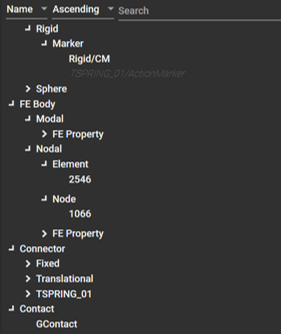 Name Ascending Search
Rigid
Marker
Rigid/CM
TSPRING_01/ActionMarker
Sphere
FE Body
Modal
FE Property
Nodal
Element
2546
Node
1066
FE Property
Connector
Fixed
Translational
TSPRING_01
Contact
GContact